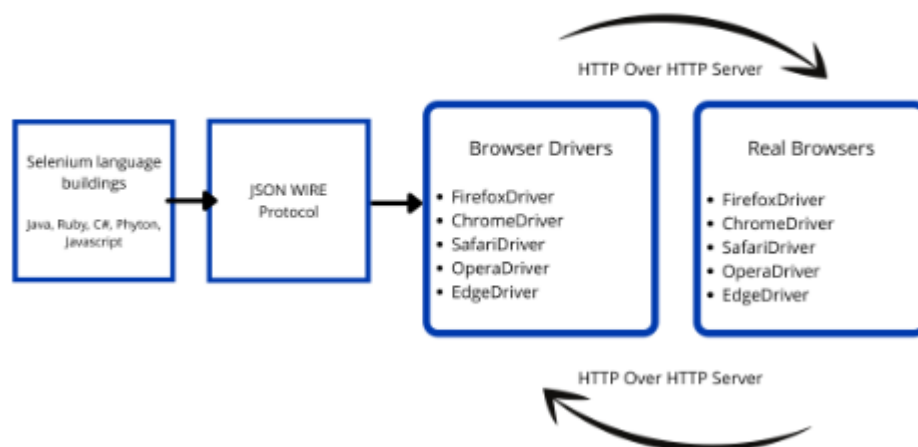 HTTP Over HTTP Server
Selenium language
buildings
Java, Ruby, C#, Phyton,
Javascript
JSON WIRE
Protocol
Browser Drivers
• FirefoxDriver
• ChromeDriver
• SafariDriver
• OperaDriver
• EdgeDriver
Real Browsers
• FirefoxDriver
• ChromeDriver
• SafariDriver
• OperaDriver
• EdgeDriver
HTTP Over HTTP Server